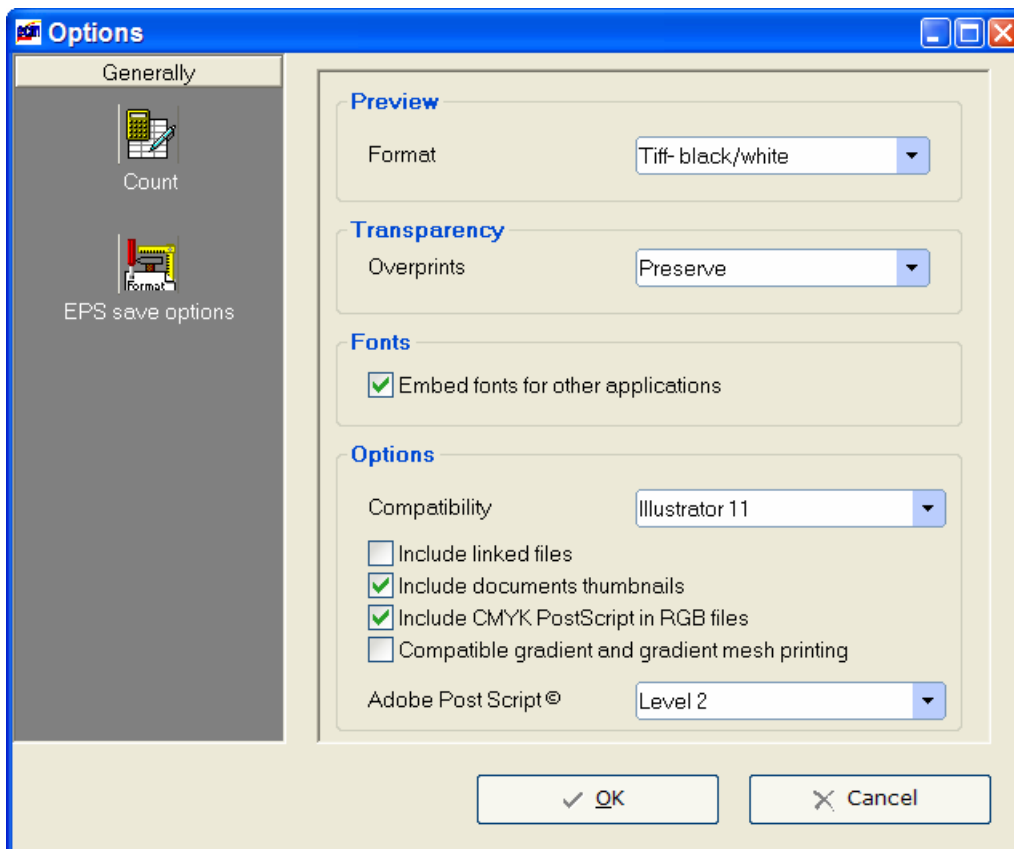 Options
Generally
Count
Format
EPS save options
Preview
Format Tiff- black/white
Transparency
Overprints Preserve
Fonts
Embed fonts for other applications
Options
Compatibility Illustrator 11
Include linked files
Include documents thumbnails
Include CMYK PostScript in RGB files
Compatible gradient and gradient mesh printing
Adobe Post Script © Level 2
OK Cancel